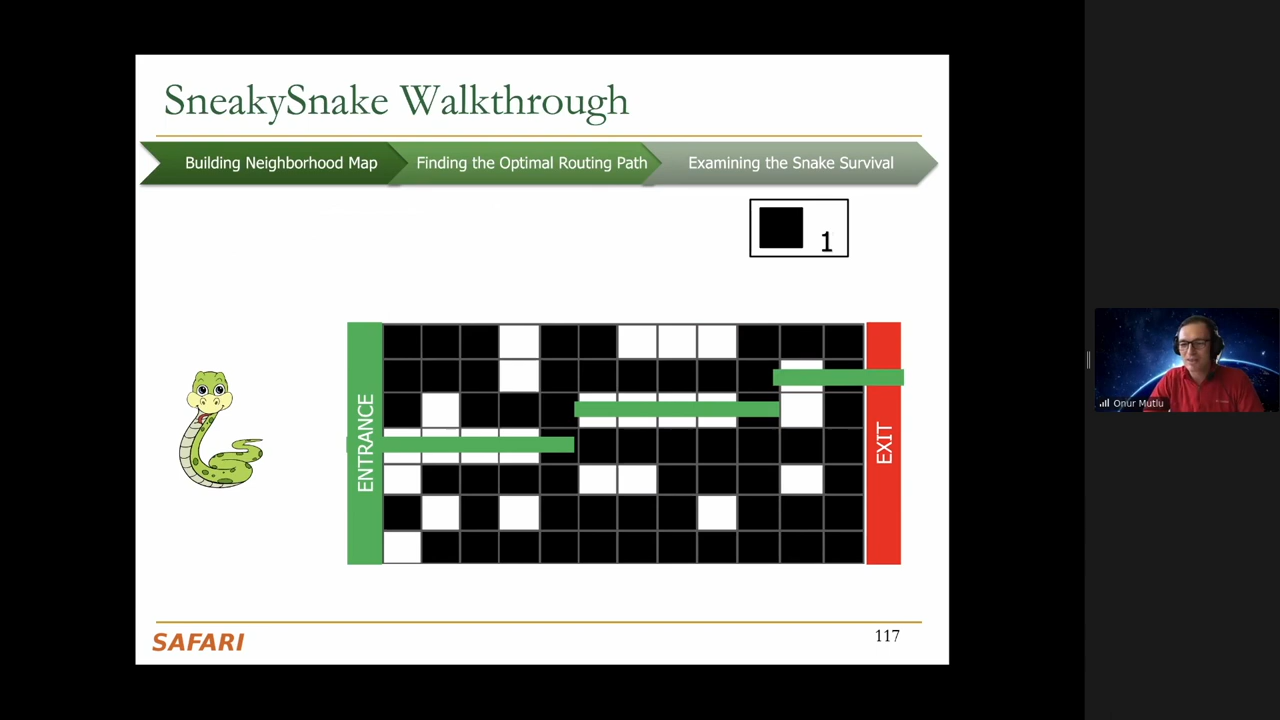 SneakySnake Walkthrough
Building Neighborhood Map
Finding the Optimal Routing Path
Examining the Snake Survival
1
ENTRANCE
EXIT
SAFARI
117
Onur Mutlu